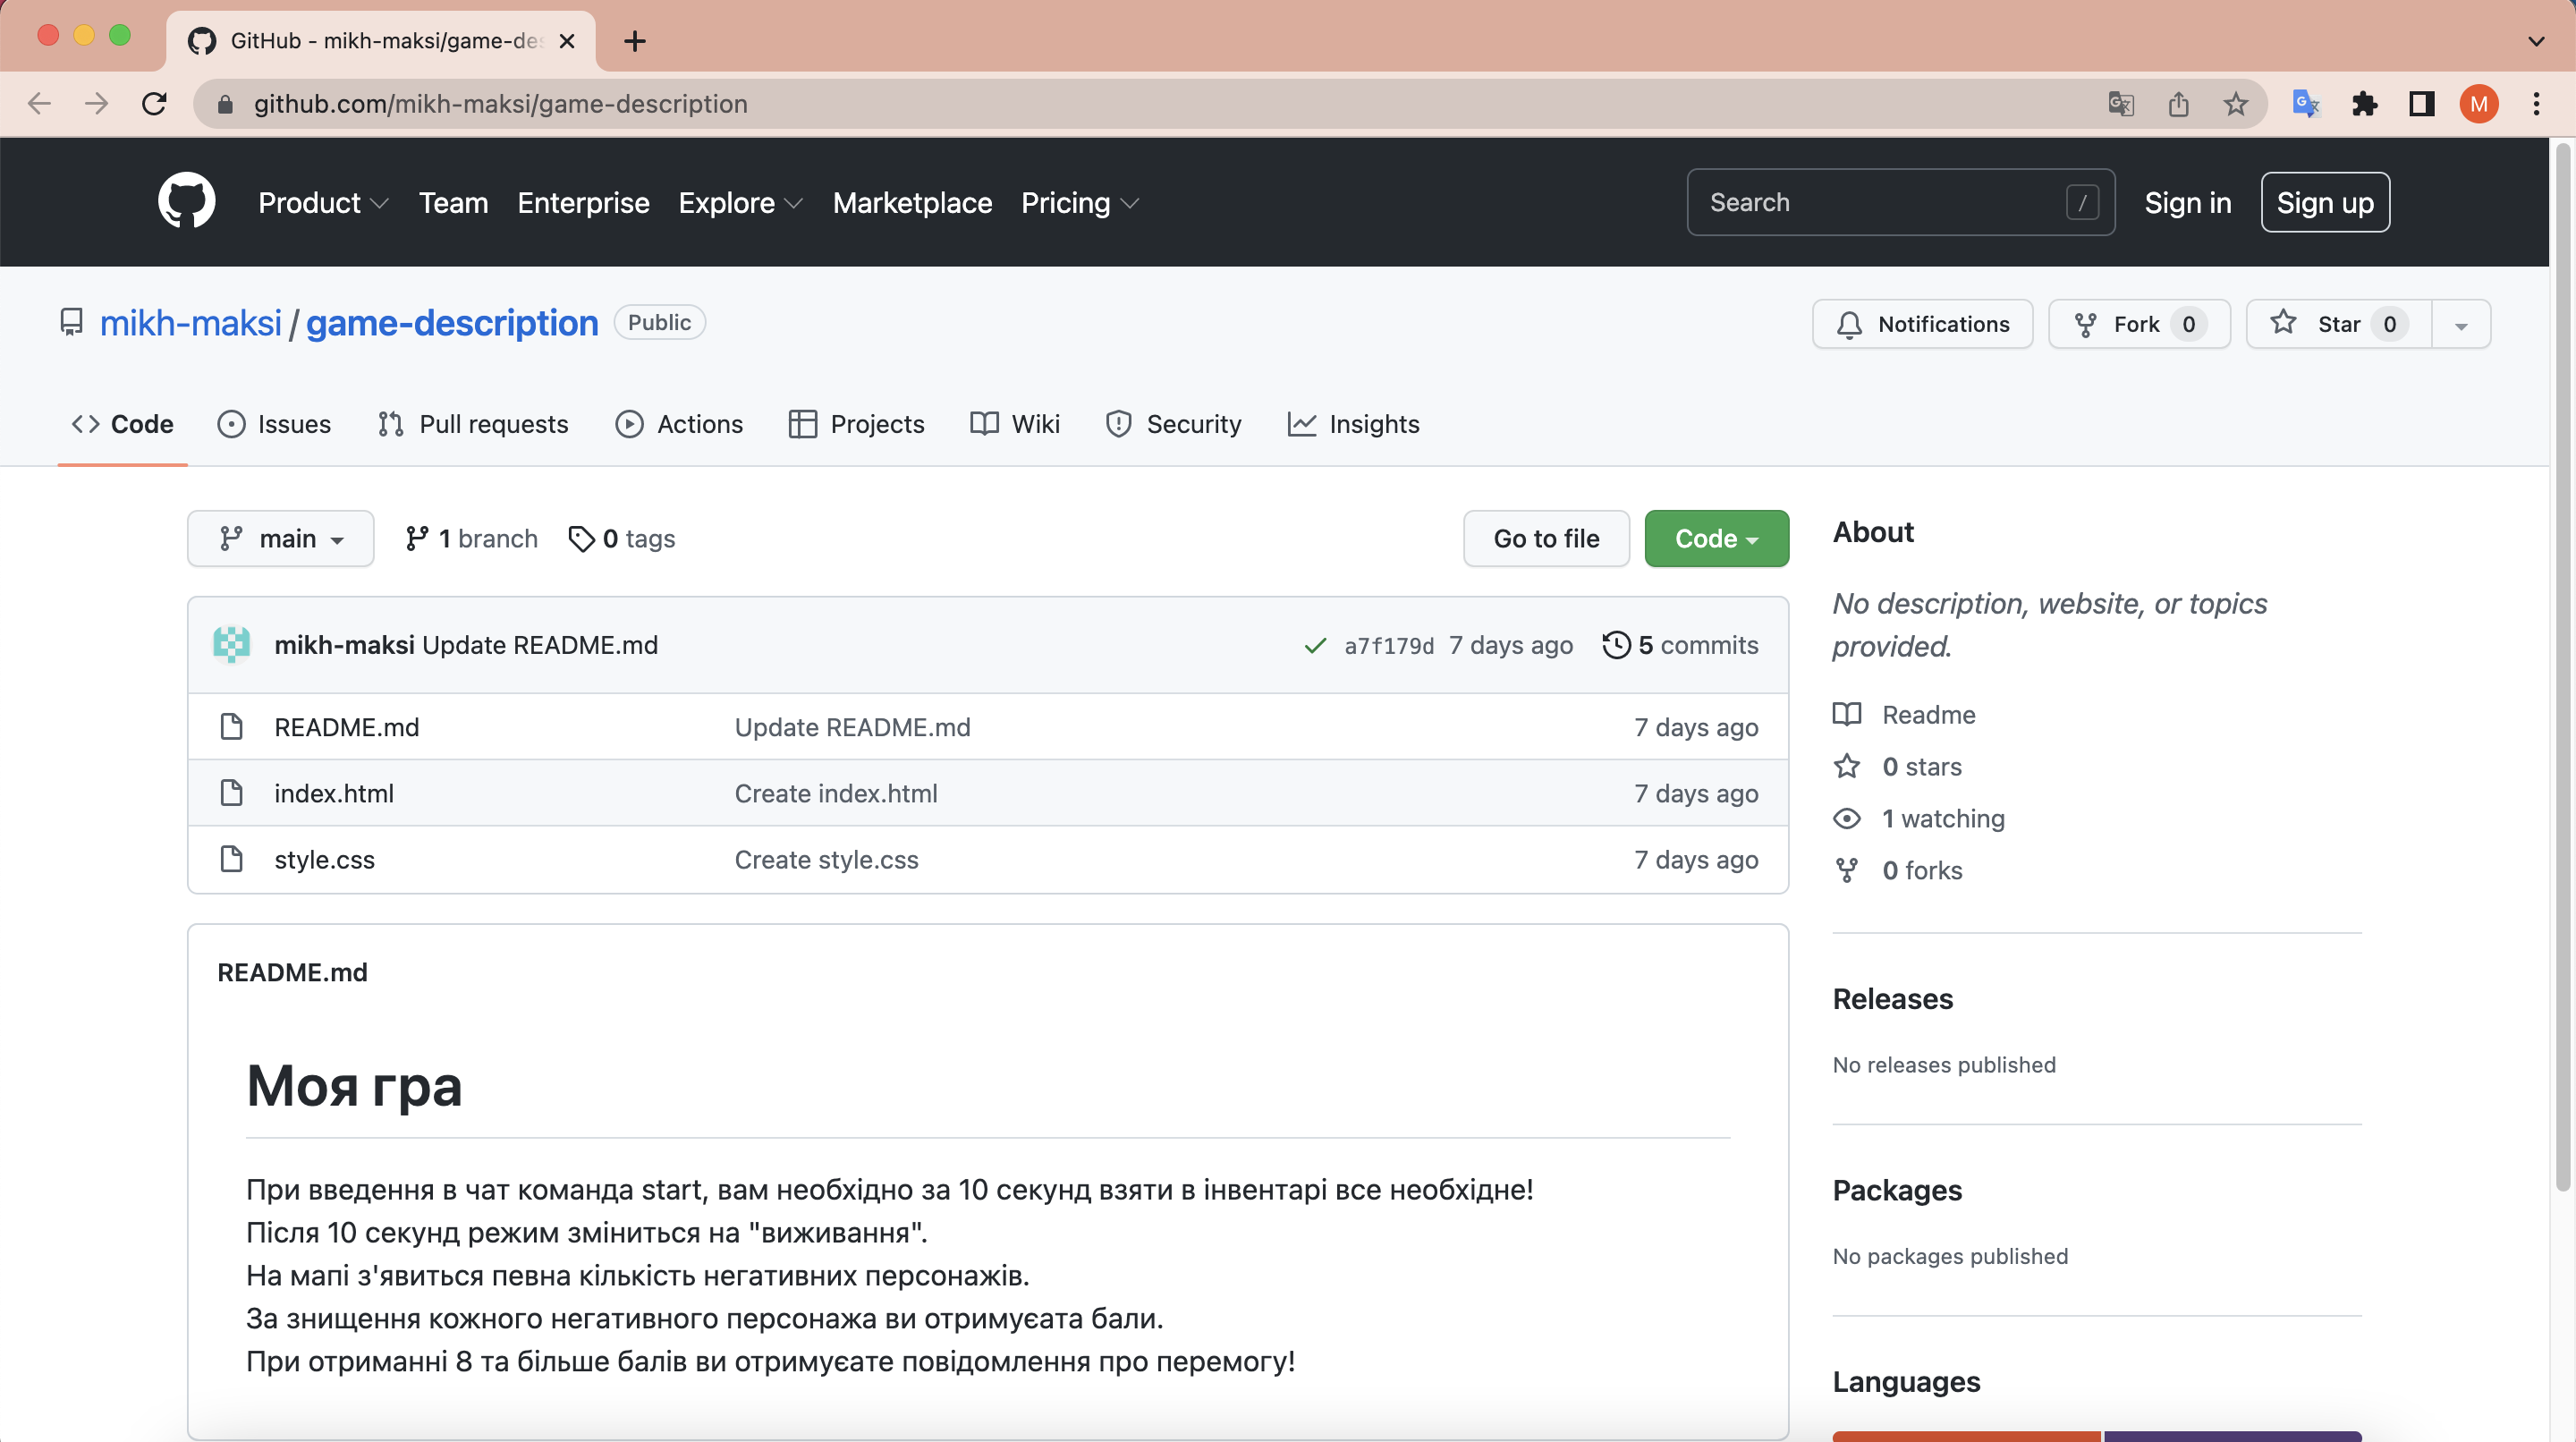 GitHub - mikh-maksi/game-des
github.com/mikh-maksi/game-description
M
Product Team Enterprise Explore Marketplace Pricing
Search /
Sign in
Sign up
mikh-maksi / game-description Public
Notifications
Fork 0
Star 0
Code Issues Pull requests Actions Projects Wiki Security Insights
main 1 branch 0 tags
Go to file
Code
mikh-maksi Update README.md a7f179d 7 days ago 5 commits
README.md Update README.md 7 days ago
index.html Create index.html 7 days ago
style.css Create style.css 7 days ago
README.md
Моя гра
При введення в чат команда start, вам необхідно за 10 секунд взяти в інвентарі все необхідне!
Після 10 секунд режим зміниться на "виживання".
На мапі з'явиться певна кількість негативних персонажів.
За знищення кожного негативного персонажа ви отримуєата бали.
При отриманні 8 та більше балів ви отримуєате повідомлення про перемогу!
About
No description, website, or topics
provided.
Readme
0 stars
1 watching
0 forks
Releases
No releases published
Packages
No packages published
Languages